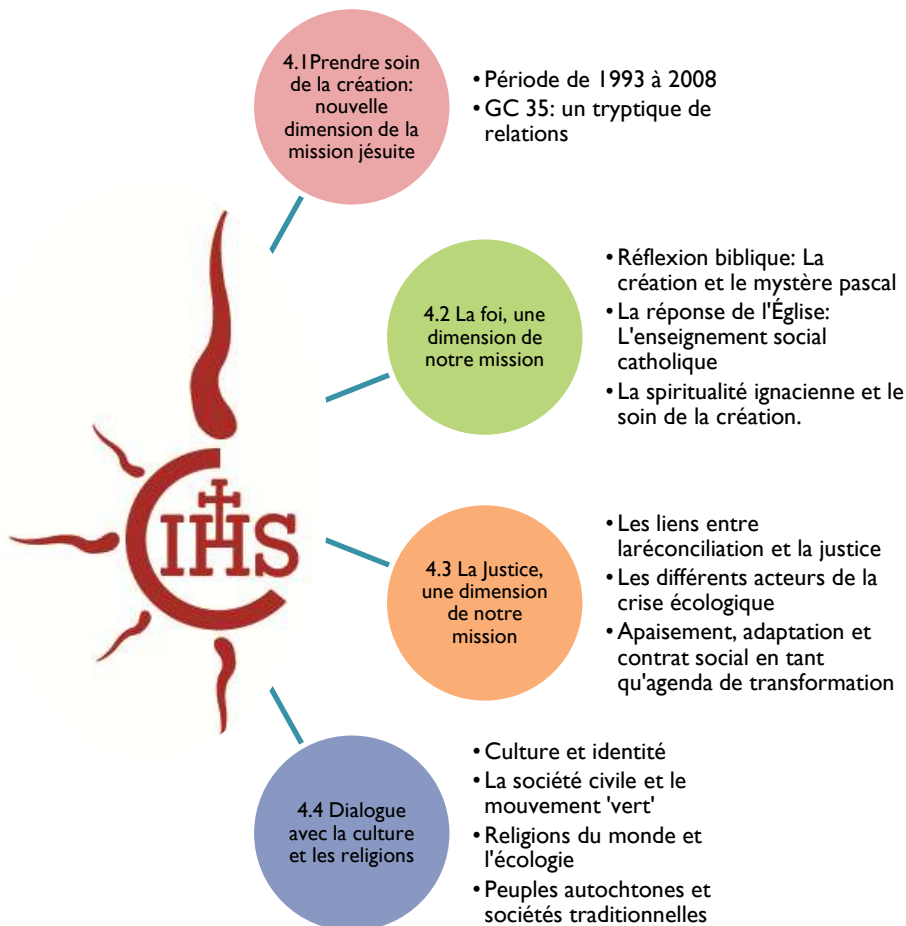 4.1Prendre soin
de la création:
nouvelle
dimension de la
mission jésuite
• Période de 1993 à 2008
• GC 35: un tryptique de
relations
4.2 La foi, une
dimension de
notre mission
• Réflexion biblique: La
création et le mystère pascal
• La réponse de l'Église:
L'enseignement social
catholique
• La spiritualité ignacienne et le
soin de la création.
IHS
4.3 La Justice,
une dimension
de notre
mission
• Les liens entre
laréconciliation et la justice
• Les différents acteurs de la
crise écologique
• Apaisement, adaptation et
contrat social en tant
qu'agenda de transformation
4.4 Dialogue
avec la culture
et les religions
• Culture et identité
• La société civile et le
mouvement 'vert'
• Religions du monde et
l'écologie
• Peuples autochtones et
sociétés traditionnelles